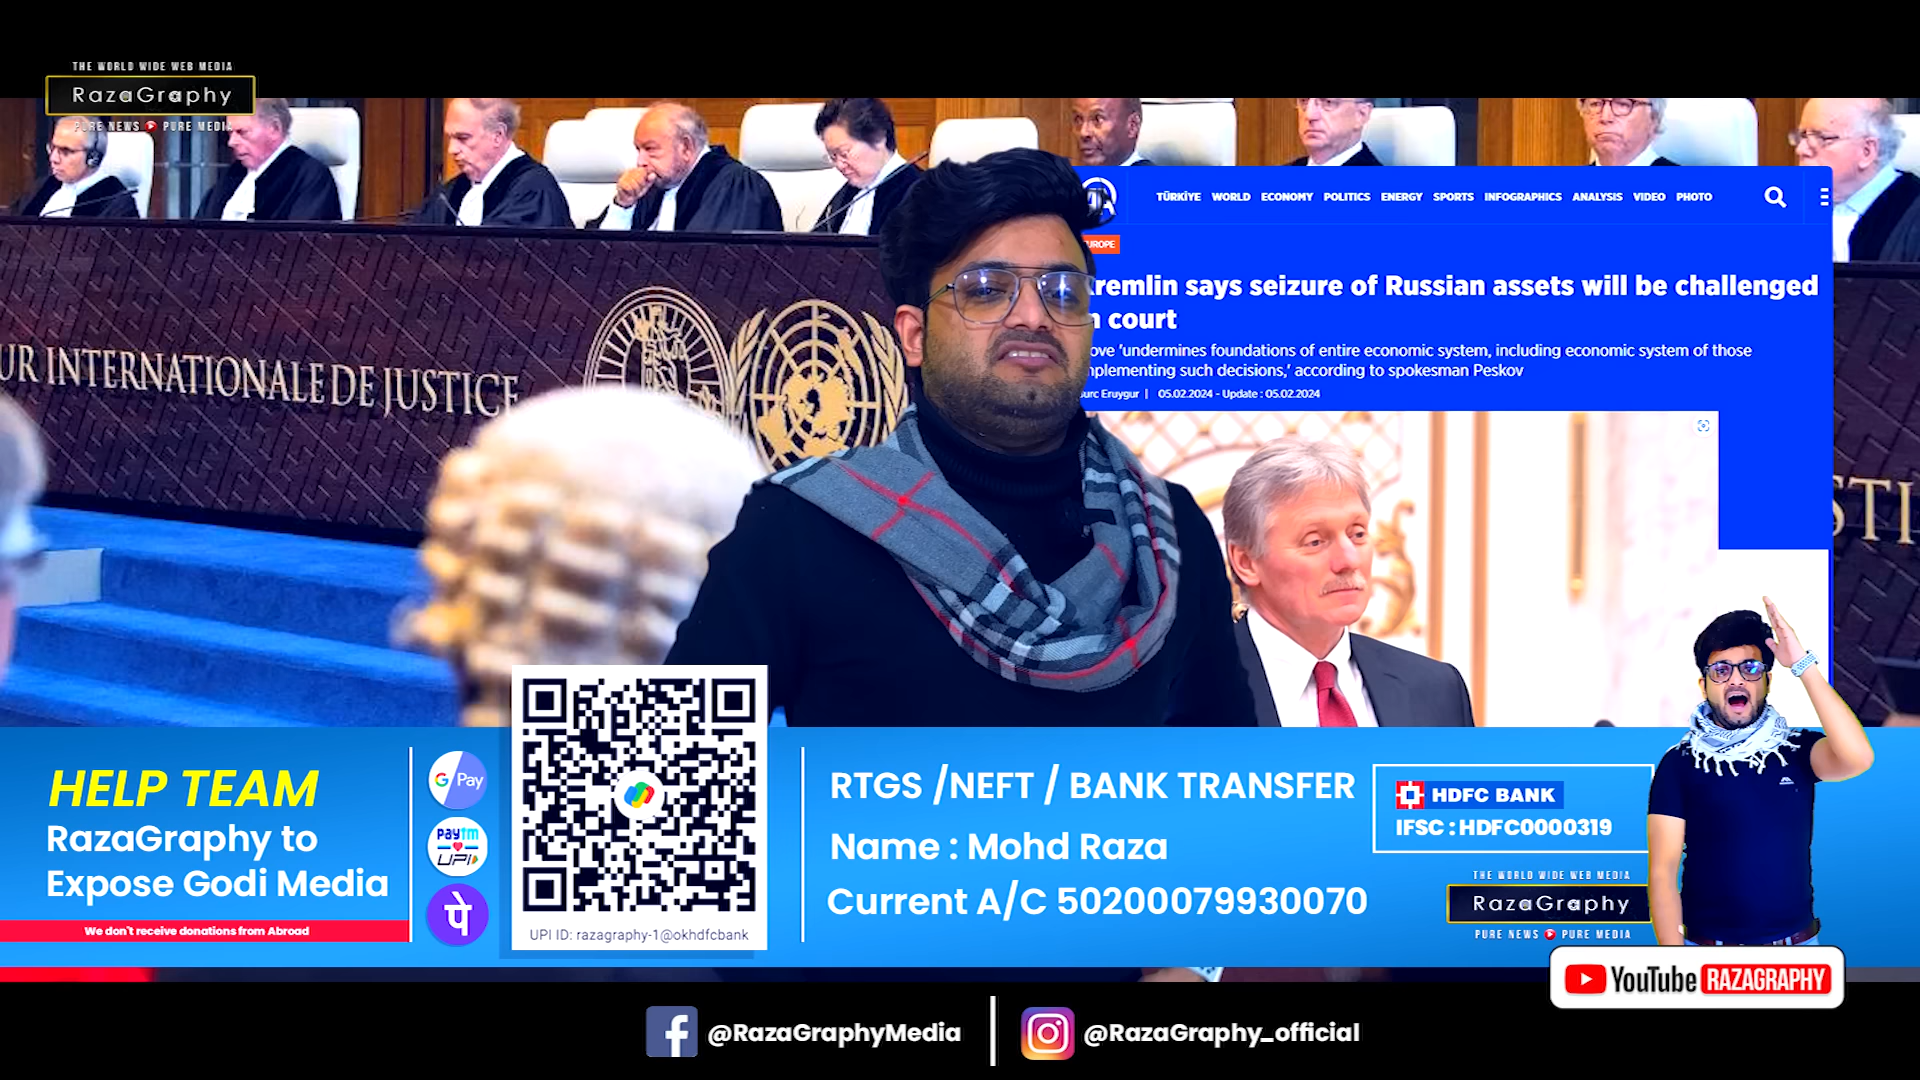 THE WORLD WIDE WEB MEDIA
RazaGraphy
PURE NEWS PURE MEDIA
TÜRKİYE WORLD ECONOMY POLITICS ENERGY SPORTS INFOGRAPHICS ANALYSIS VIDEO PHOTO
UROPE
Kremlin says seizure of Russian assets will be challenged
n court
ove 'undermines foundations of entire economic system, including economic system of those
mplementing such decisions,' according to spokesman Peskov
urc Eruygur | 05.02.2024 - Update : 05.02.2024
UR INTERNATIONALE DE JUSTICE
STI
HELP TEAM
RazaGraphy to
Expose Godi Media
We don't receive donations from Abroad
G Pay
Paytm
UPI
पे
UPI ID: razagraphy-1@okhdfcbank
RTGS /NEFT / BANK TRANSFER
Name : Mohd Raza
Current A/C 50200079930070
HDFC BANK
IFSC : HDFC0000319
THE WORLD WIDE WEB MEDIA
RazaGraphy
PURE NEWS PURE MEDIA
YouTube RAZAGRAPHY
@RazaGraphyMedia
@RazaGraphy_official